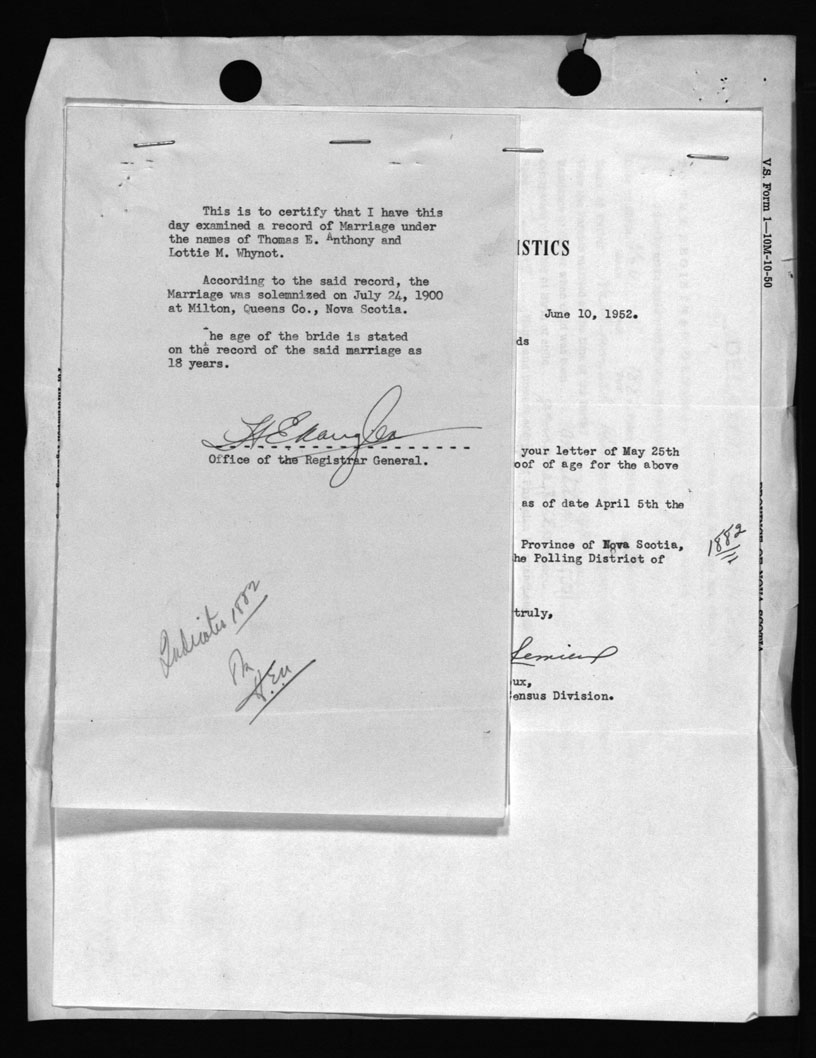 This is to certify that I have this
day examined a record of Marriage under
the names of Thomas E. Anthony and
Lottie M. Whynot.
According to the said record, the
Marriage was solemnized on July 24, 1900
at Milton, Queens Co., Nova Scotia.
The age of the bride is stated
on the record of the said marriage as
18 years.
Office of the Registrar General.
Indicates 1882
ISTICS
June 10, 1952.
ds
your letter of May 25th
oof of age for the above
as of date April 5th the
Province of Nova Scotia,
he Polling District of
1882
truly,
Lemieux
ux,
ensus Division.
V.S. Form 1—10M-10-50